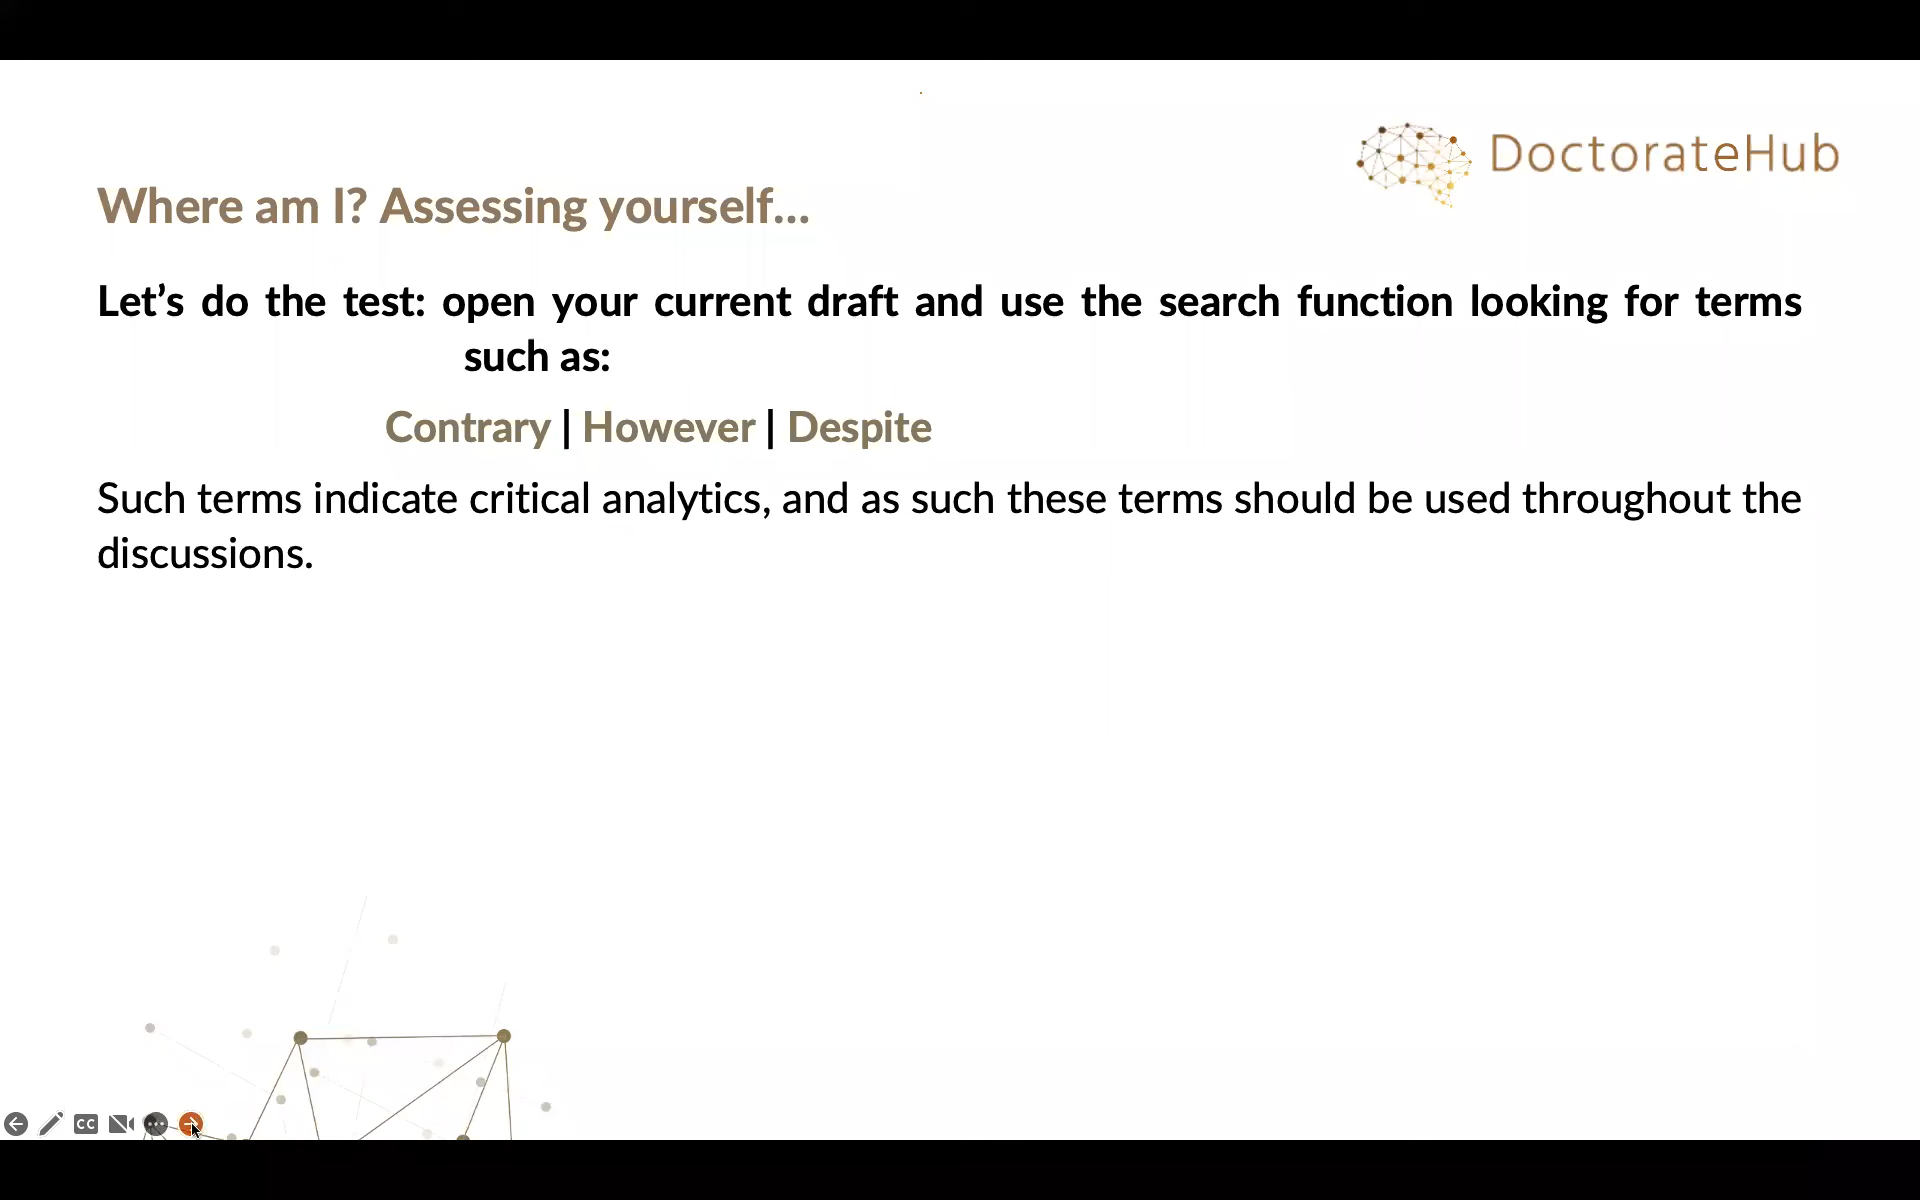 DoctorateHub
Where am I? Assessing yourself...
Let’s do the test: open your current draft and use the search function looking for terms
such as:
Contrary | However | Despite
Such terms indicate critical analytics, and as such these terms should be used throughout the
discussions.
CC